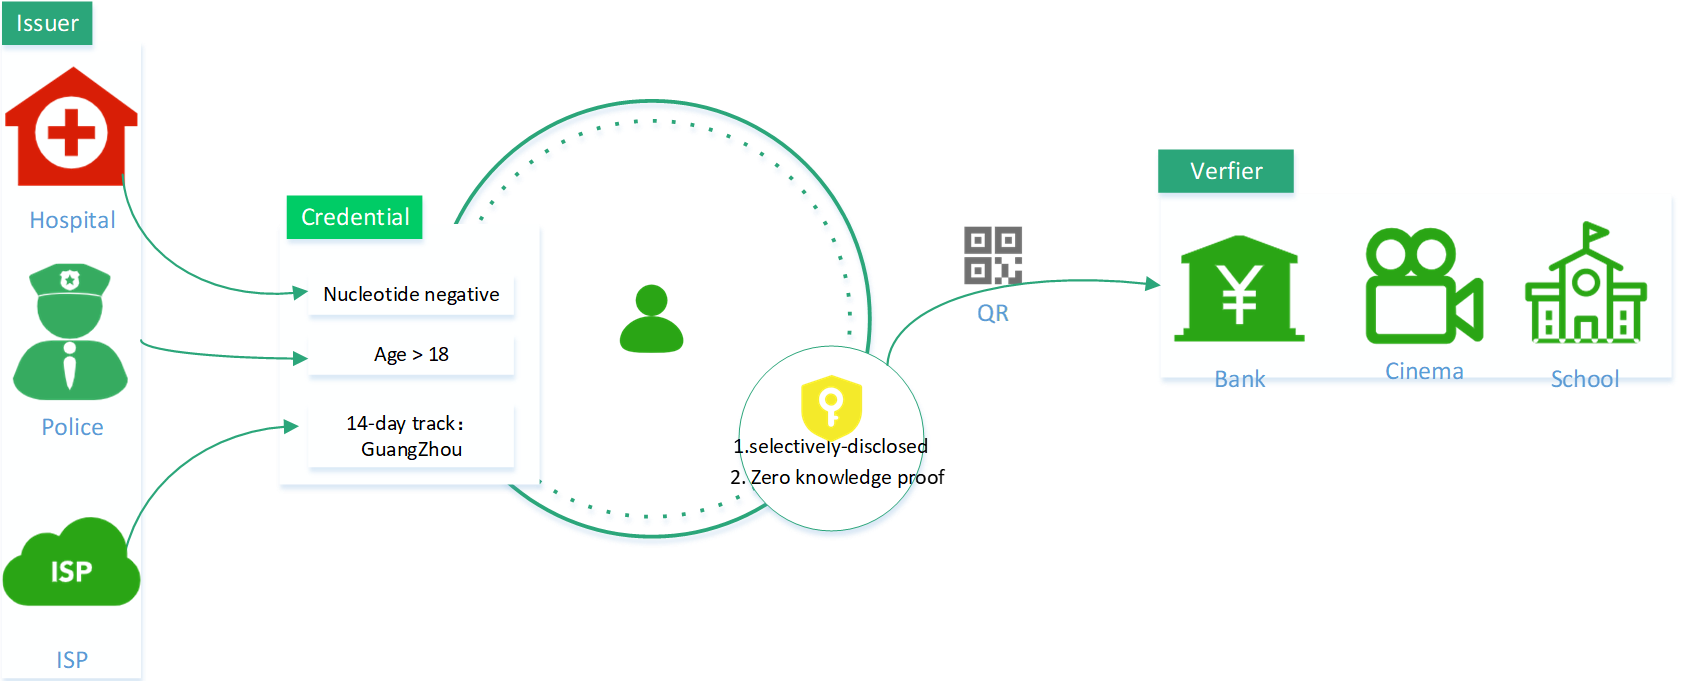 Issuer
Hospital
Police
ISP
ISP
Credential
Nucleotide negative
Age > 18
14-day track：
GuangZhou
1.selectively-disclosed
2. Zero knowledge proof
QR
Verfier
¥
Bank
Cinema
School